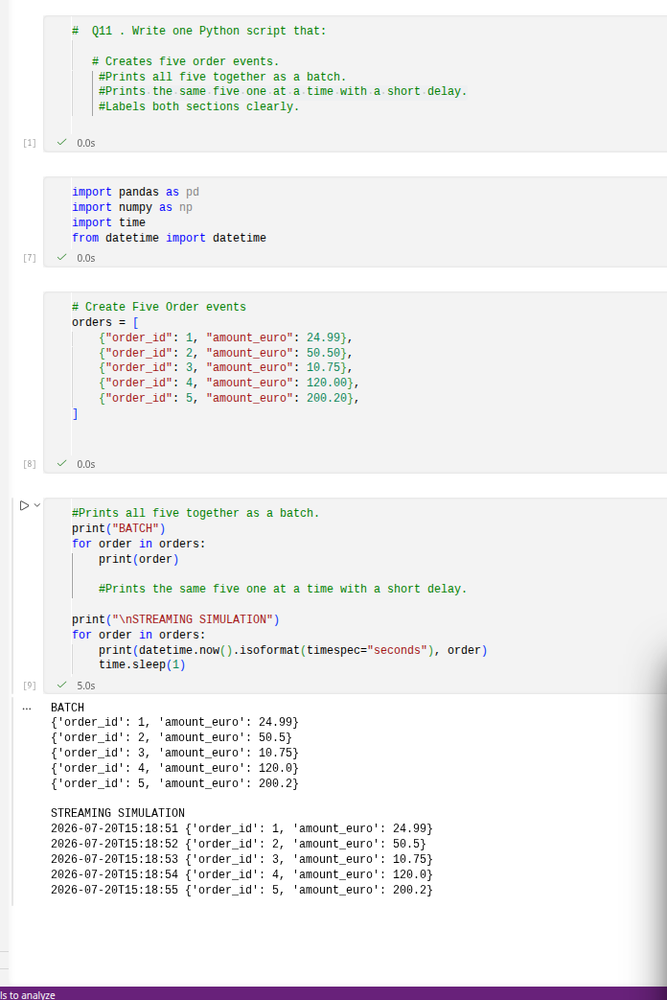 #  Q11 . Write one Python script that:
# Creates five order events.
#Prints all five together as a batch.
#Prints the same five one at a time with a short delay.
#Labels both sections clearly.
[1]
0.0s
import pandas as pd
import numpy as np
import time
from datetime import datetime
[7]
0.0s
# Create Five Order events
orders = [
    {"order_id": 1, "amount_euro": 24.99},
    {"order_id": 2, "amount_euro": 50.50},
    {"order_id": 3, "amount_euro": 10.75},
    {"order_id": 4, "amount_euro": 120.00},
    {"order_id": 5, "amount_euro": 200.20},
]
[8]
0.0s
#Prints all five together as a batch.
print("BATCH")
for order in orders:
    print(order)
    #Prints the same five one at a time with a short delay.
print("\nSTREAMING SIMULATION")
for order in orders:
    print(datetime.now().isoformat(timespec="seconds"), order)
    time.sleep(1)
[9]
5.0s
...
BATCH
{'order_id': 1, 'amount_euro': 24.99}
{'order_id': 2, 'amount_euro': 50.5}
{'order_id': 3, 'amount_euro': 10.75}
{'order_id': 4, 'amount_euro': 120.0}
{'order_id': 5, 'amount_euro': 200.2}
STREAMING SIMULATION
2026-07-20T15:18:51 {'order_id': 1, 'amount_euro': 24.99}
2026-07-20T15:18:52 {'order_id': 2, 'amount_euro': 50.5}
2026-07-20T15:18:53 {'order_id': 3, 'amount_euro': 10.75}
2026-07-20T15:18:54 {'order_id': 4, 'amount_euro': 120.0}
2026-07-20T15:18:55 {'order_id': 5, 'amount_euro': 200.2}
ls to analyze